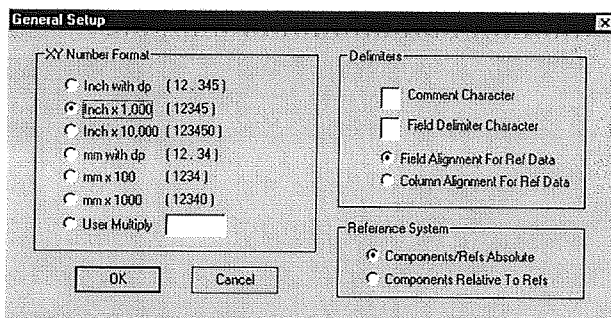 General Setup
XY Number Format
Inch with dp (12.345)
Inch x 1,000 (12345)
Inch x 10,000 (123450)
mm with dp (12.34)
mm x 100 (1234)
mm x 1000 (12340)
User Multiply
OK
Cancel
Delimiters
Comment Character
Field Delimiter Character
Field Alignment For Ref Data
Column Alignment For Ref Data
Reference System
Components/Refs Absolute
Components Relative To Refs